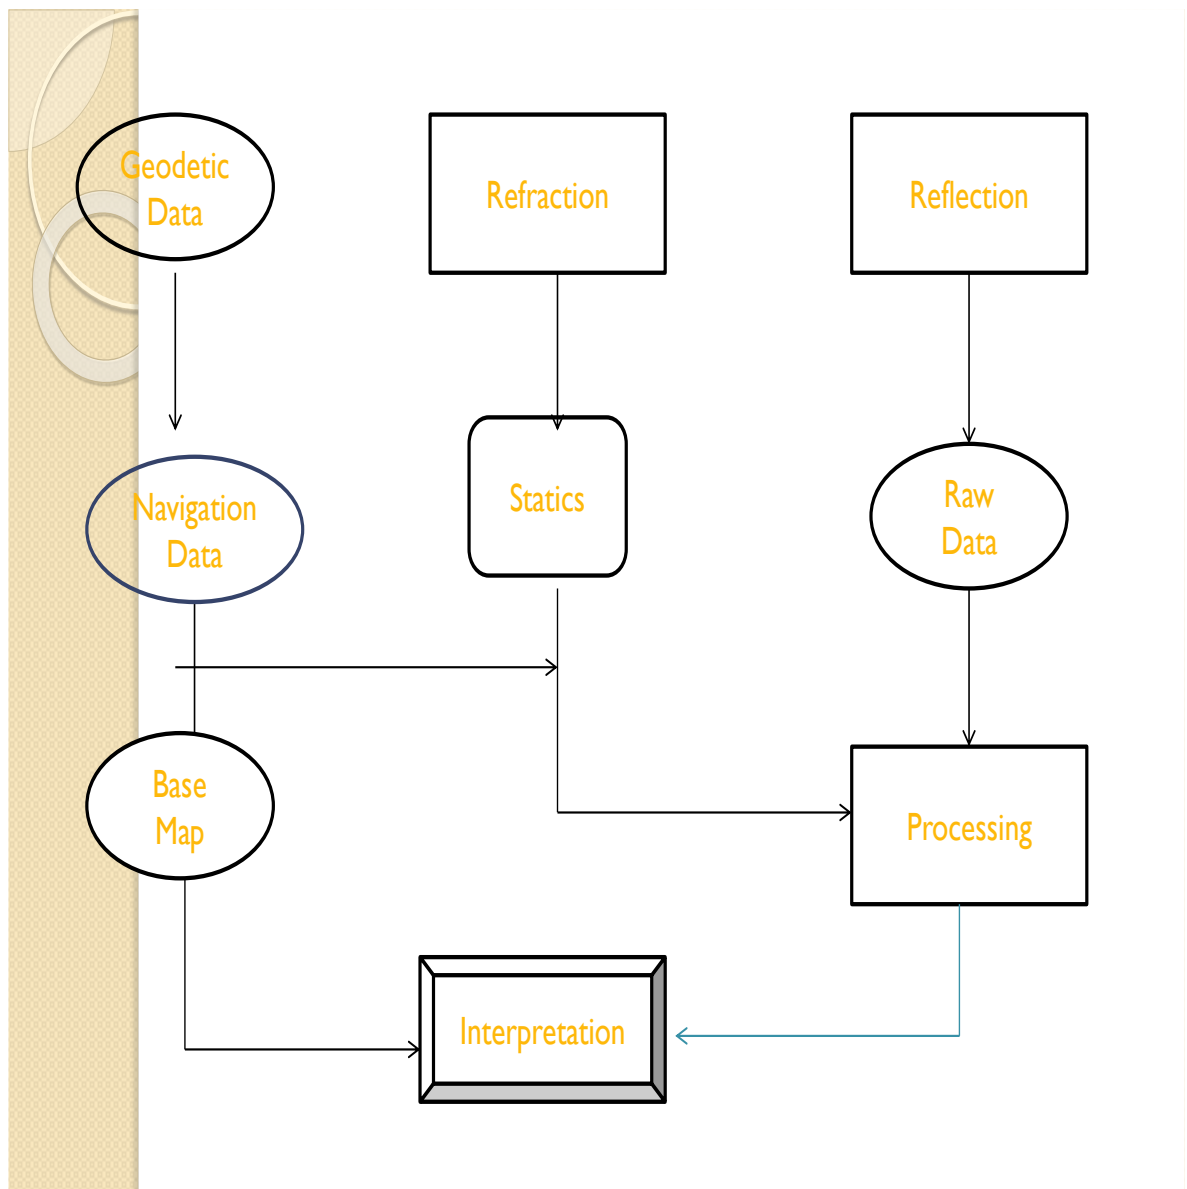 Geodetic
Data
Refraction
Reflection
Navigation
Data
Statics
Raw
Data
Base
Map
Processing
Interpretation